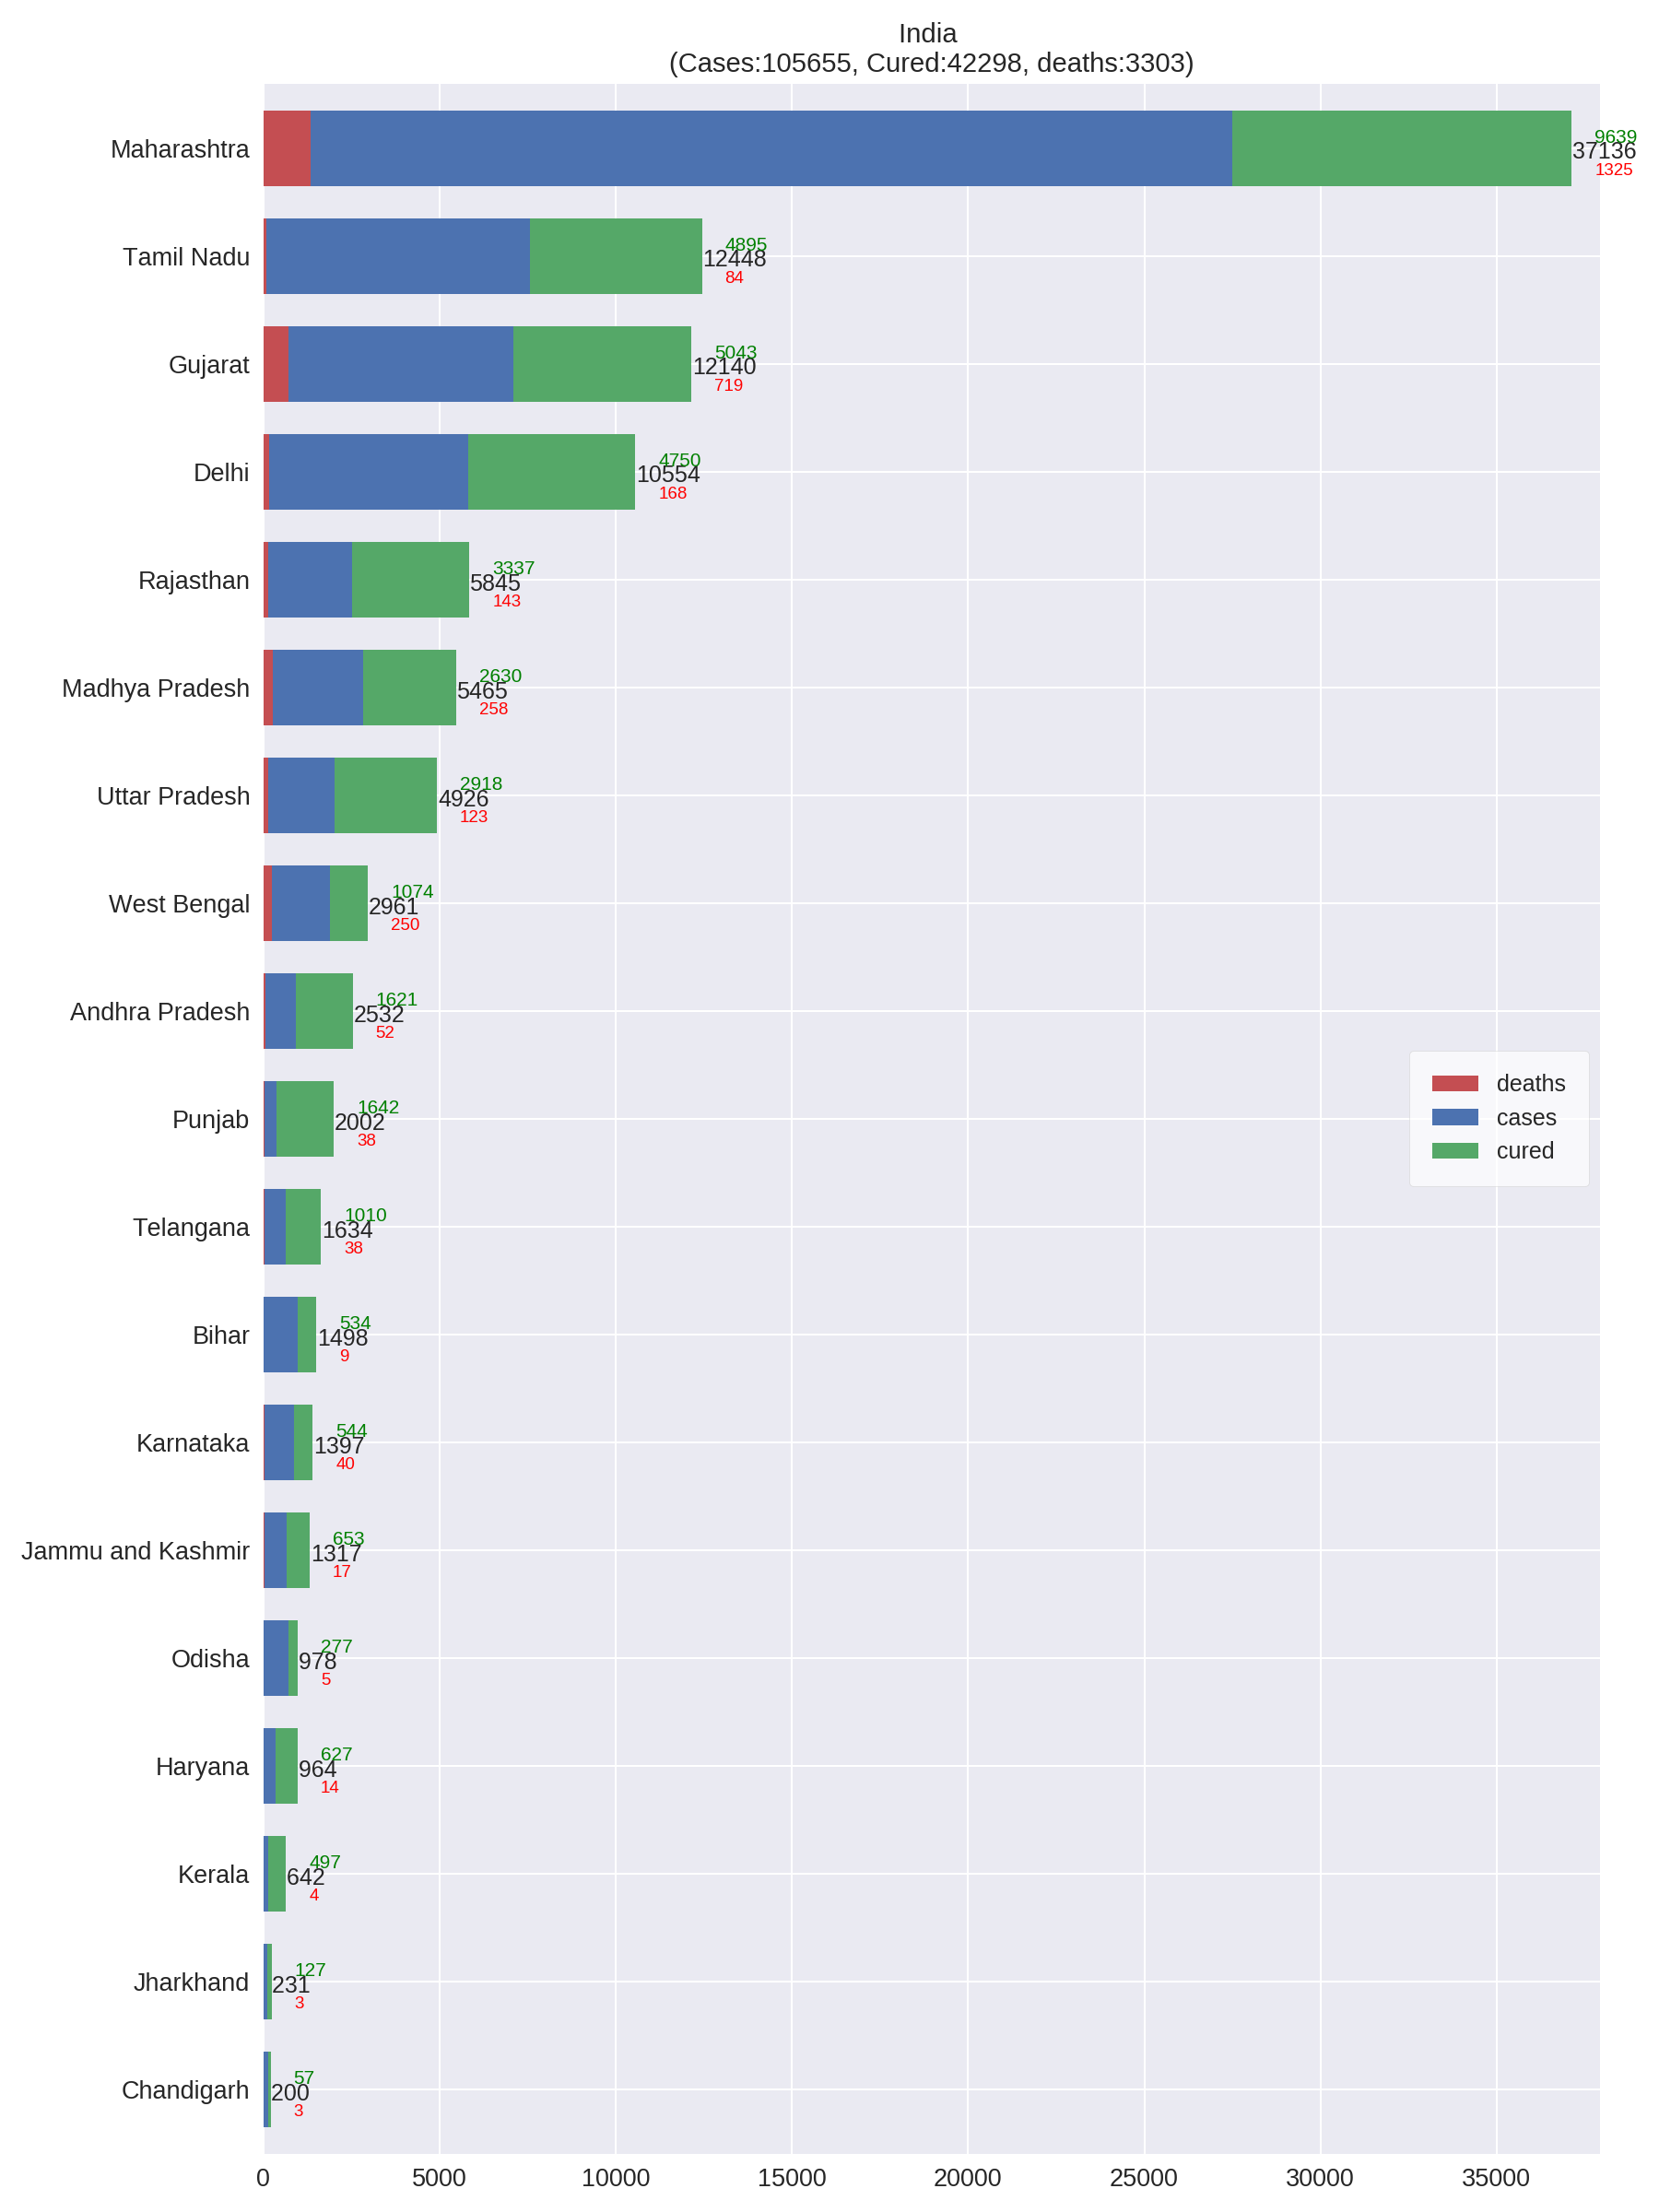 India
(Cases:105655, Cured:42298, deaths:3303)
Maharashtra
9639
37136
1325
Tamil Nadu
4895
12448
84
Gujarat
5043
12140
719
Delhi
4750
10554
168
Rajasthan
3337
5845
143
Madhya Pradesh
2630
5465
258
Uttar Pradesh
2918
4926
123
West Bengal
1074
2961
250
Andhra Pradesh
1621
2532
52
Punjab
1642
2002
38
Telangana
1010
1634
38
Bihar
534
1498
9
Karnataka
544
1397
40
Jammu and Kashmir
653
1317
17
Odisha
277
978
5
Haryana
627
964
14
Kerala
497
642
4
Jharkhand
127
231
3
Chandigarh
57
200
3
deaths
cases
cured
0 5000 10000 15000 20000 25000 30000 35000